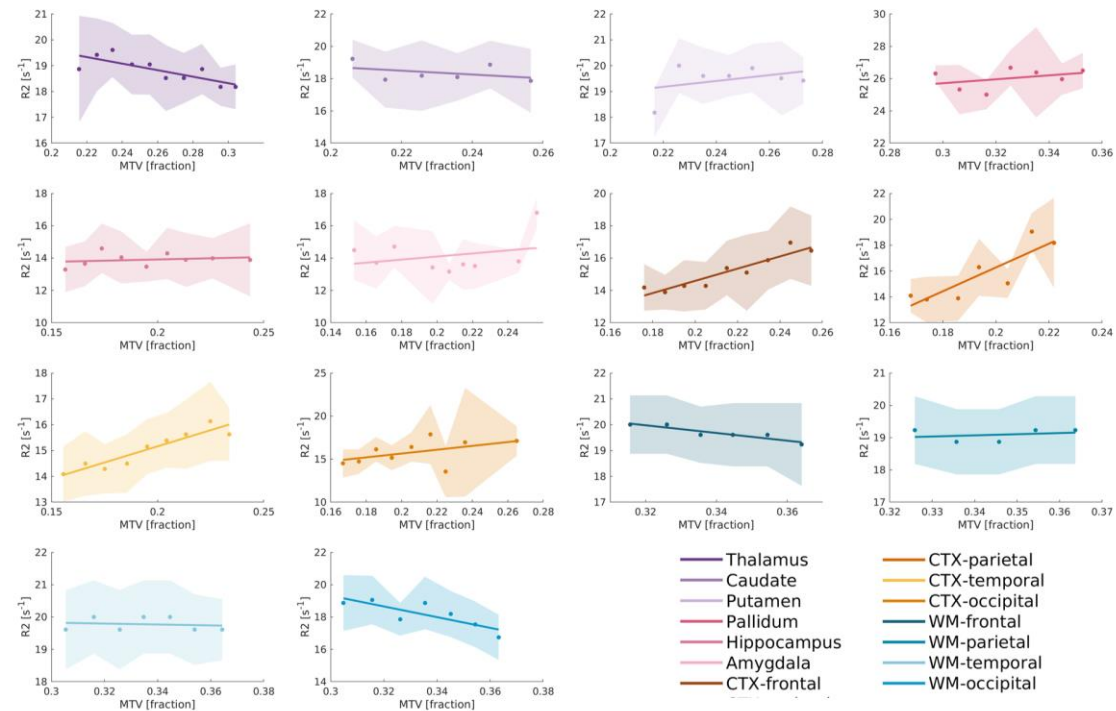 21
20
19
18
17
16
R2 [s-1]
0.2 0.22 0.24 0.26 0.28 0.3
MTV [fraction]
22
20
18
16
14
R2 [s-1]
0.2 0.22 0.24 0.26
MTV [fraction]
22
21
20
19
18
17
R2 [s-1]
0.2 0.22 0.24 0.26 0.28
MTV [fraction]
30
28
26
24
22
R2 [s-1]
0.28 0.3 0.32 0.34 0.36
MTV [fraction]
18
16
14
12
10
R2 [s-1]
0.15 0.2 0.25
MTV [fraction]
18
16
14
12
10
R2 [s-1]
0.14 0.16 0.18 0.2 0.22 0.24
MTV [fraction]
20
18
16
14
12
R2 [s-1]
0.16 0.18 0.2 0.22 0.24 0.26
MTV [fraction]
22
20
18
16
14
12
R2 [s-1]
0.16 0.18 0.2 0.22 0.24
MTV [fraction]
18
17
16
15
14
13
R2 [s-1]
0.15 0.2 0.25
MTV [fraction]
25
20
15
10
R2 [s-1]
0.16 0.18 0.2 0.22 0.24 0.26 0.28
MTV [fraction]
22
21
20
19
18
17
R2 [s-1]
0.32 0.34 0.36
MTV [fraction]
21
20
19
18
17
R2 [s-1]
0.32 0.33 0.34 0.35 0.36 0.37
MTV [fraction]
22
21
20
19
18
R2 [s-1]
0.3 0.32 0.34 0.36 0.38
MTV [fraction]
22
20
18
16
14
R2 [s-1]
0.3 0.32 0.34 0.36 0.38
MTV [fraction]
Thalamus
Caudate
Putamen
Pallidum
Hippocampus
Amygdala
CTX-frontal
CTX-parietal
CTX-temporal
CTX-occipital
WM-frontal
WM-parietal
WM-temporal
WM-occipital